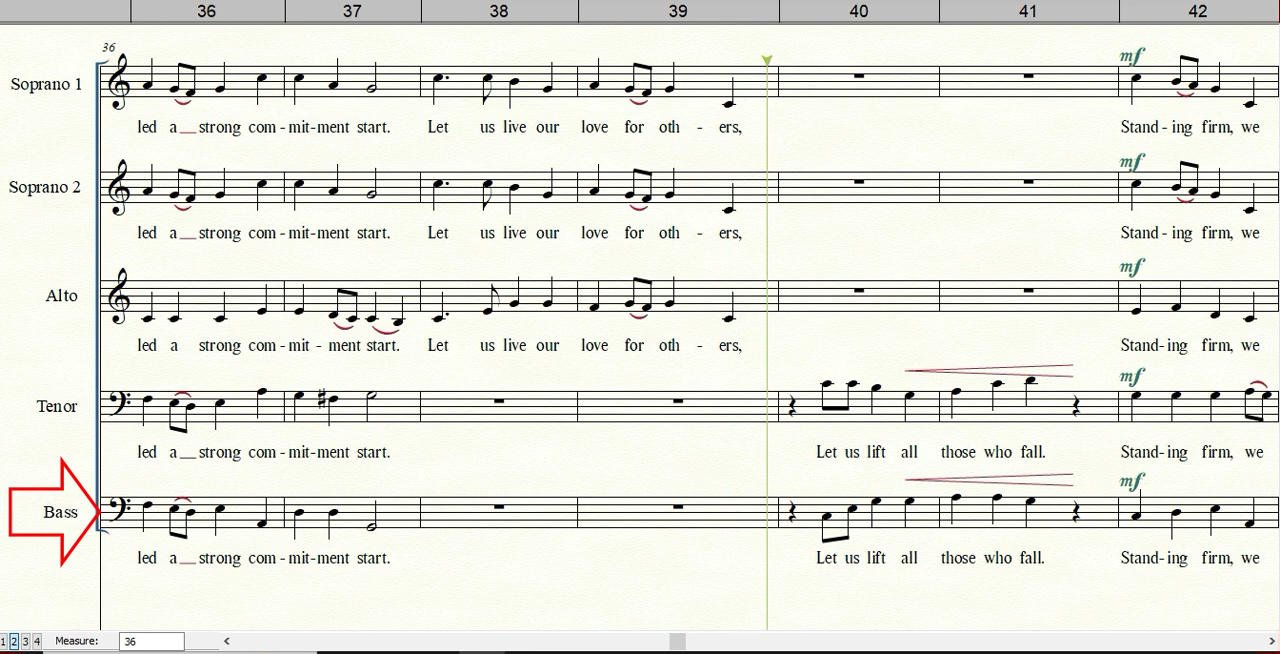 36 37 38 39 40 41 42
36
mf
Soprano 1
led a__ strong com - mit-ment start. Let us live our love for oth - ers, Stand - ing firm, we
mf
Soprano 2
led a__ strong com - mit-ment start. Let us live our love for oth - ers, Stand - ing firm, we
mf
Alto
led a strong com - mit - ment start. Let us live our love for oth - ers, Stand- ing firm, we
mf
Tenor
led a__ strong com - mit-ment start. Let us lift all those who fall. Stand- ing firm, we
mf
Bass
led a__ strong com - mit-ment start. Let us lift all those who fall. Stand-ing firm, we
1 2 3 4 Measure: 36